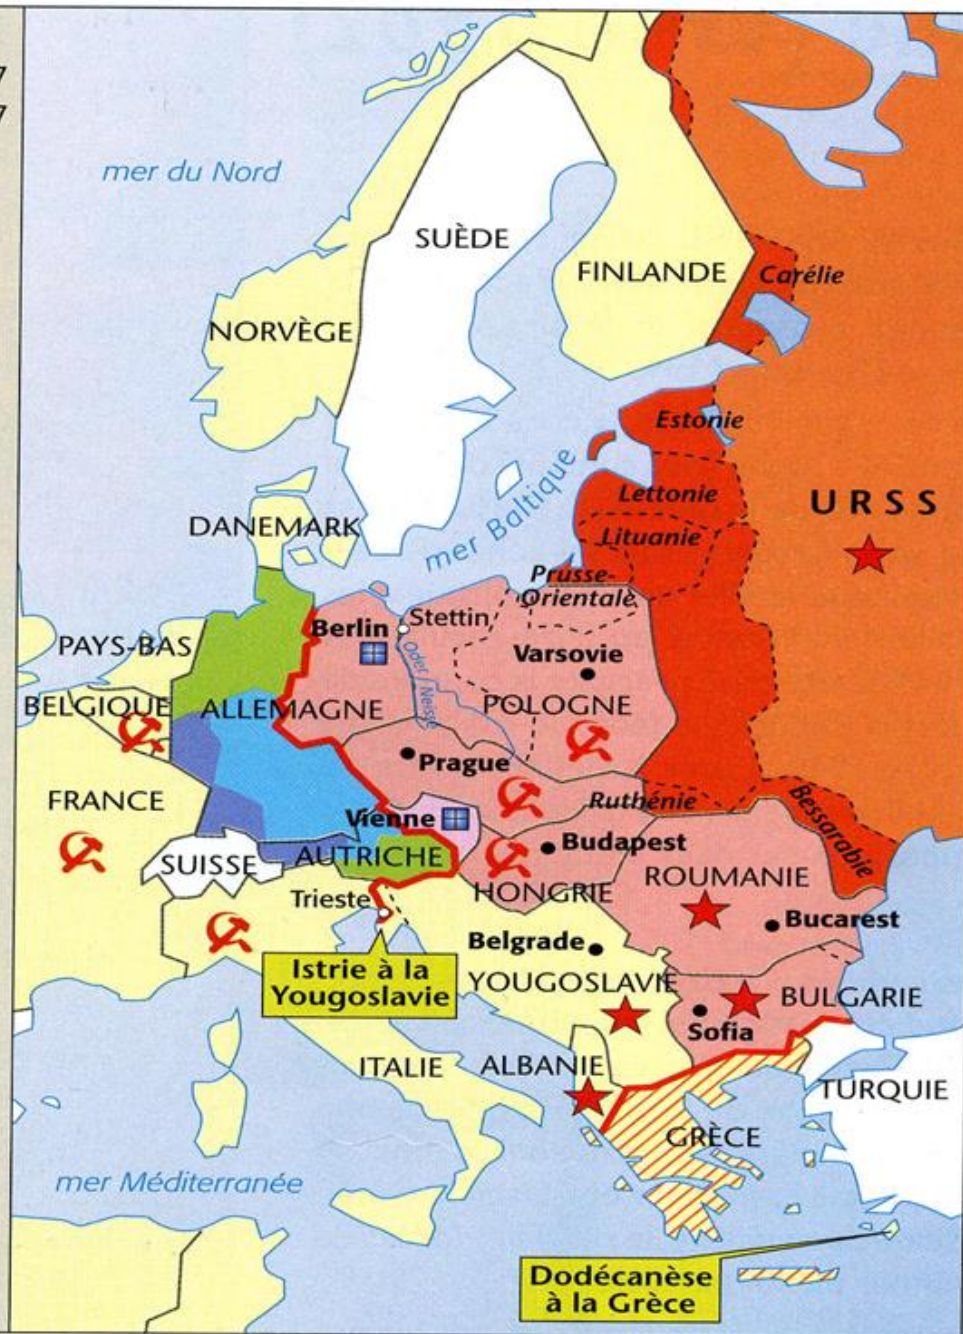 7
7
mer du Nord
SUÈDE
FINLANDE
Carélie
NORVÈGE
Estonie
mer Baltique
Lettonie
URSS
DANEMARK
Lituanie
Prusse-
Orientale
Stettin
Berlin
PAYS-BAS
Varsovie
Oder / Neisse
BELGIQUE
ALLEMAGNE
POLOGNE
Prague
FRANCE
Ruthénie
Bessarabie
Vienne
Budapest
SUISSE
AUTRICHE
HONGRIE
ROUMANIE
Trieste
Bucarest
Belgrade
Istrie à la
Yougoslavie
YOUGOSLAVIE
BULGARIE
Sofia
ITALIE
ALBANIE
TURQUIE
GRÈCE
mer Méditerranée
Dodécanèse
à la Grèce